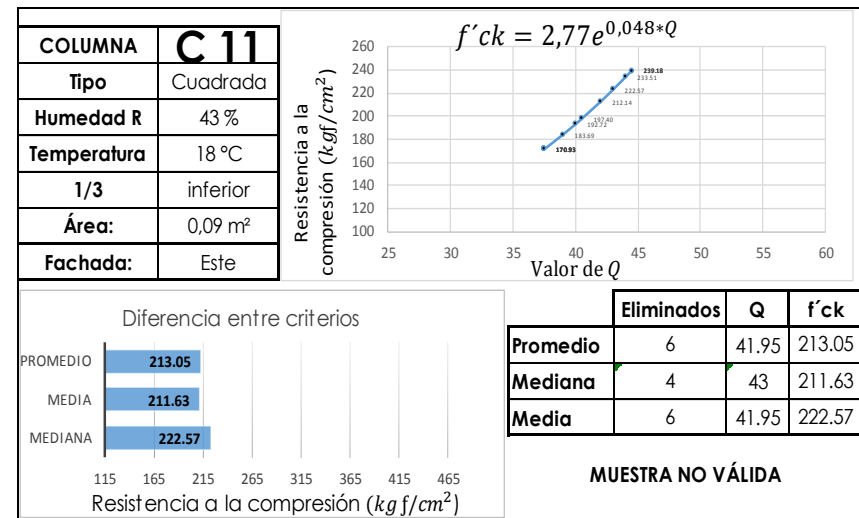 COLUMNA C 11
Tipo Cuadrada
Humedad R 43 %
Temperatura 18 °C
1/3 inferior
Área: 0,09 m²
Fachada: Este
f´ck = 2,77e^{0,048*Q}
Resistencia a la
compresión (kgf/cm²)
260
240
220
200
180
160
140
120
100
239.18
233.51
222.57
212.14
197.40
192.72
183.69
170.93
25 30 35 40 45 50 55 60
Valor de Q
Diferencia entre criterios
PROMEDIO 213.05
MEDIA 211.63
MEDIANA 222.57
115 165 215 265 315 365 415 465
Resistencia a la compresión (kgf/cm²)
Eliminados Q f´ck
Promedio 6 41.95 213.05
Mediana 4 43 211.63
Media 6 41.95 222.57
MUESTRA NO VÁLIDA